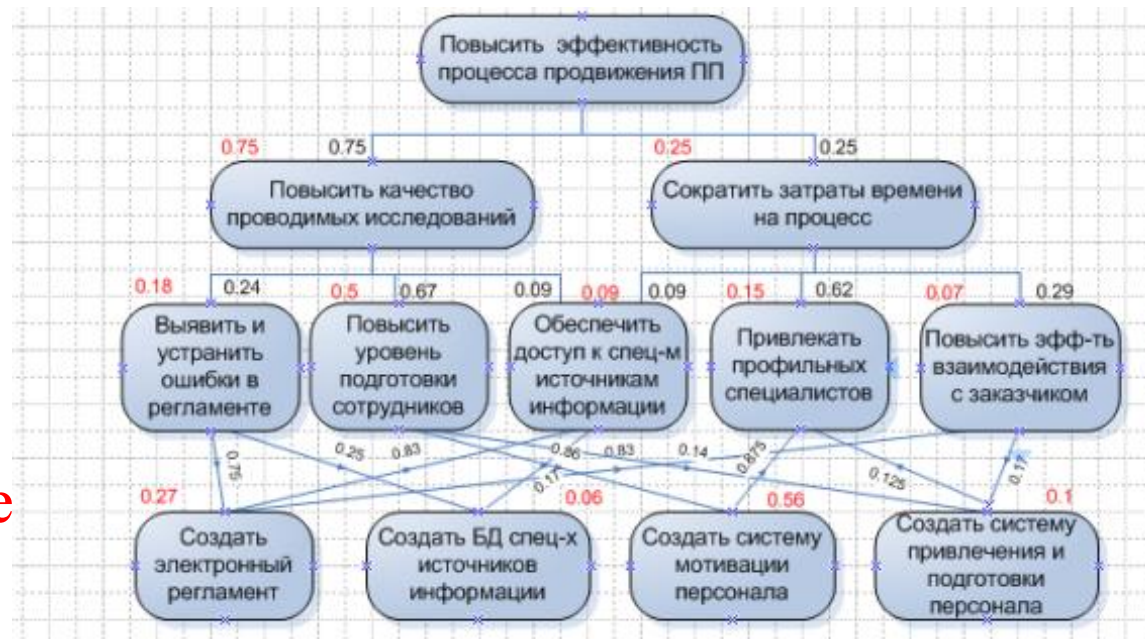 Повысить эффективность
процесса продвижения ПП
0.75 0.75 0.25 0.25
Повысить качество
проводимых исследований
Сократить затраты времени
на процесс
0.18 0.24 0.5 0.67 0.09 0.09 0.09 0.15 0.62 0.07 0.29
Выявить и
устранить
ошибки в
регламенте
Повысить
уровень
подготовки
сотрудников
Обеспечить
доступ к спец-м
источникам
информации
Привлекать
профильных
специалистов
Повысить эфф-ть
взаимодействия
с заказчиком
0.75 0.25 0.83 0.17 0.86 0.83 0.14 0.875 0.125 0.17
е
0.27 0.06 0.56 0.1
Создать
электронный
регламент
Создать БД спец-х
источников
информации
Создать систему
мотивации
персонала
Создать систему
привлечения и
подготовки
персонала